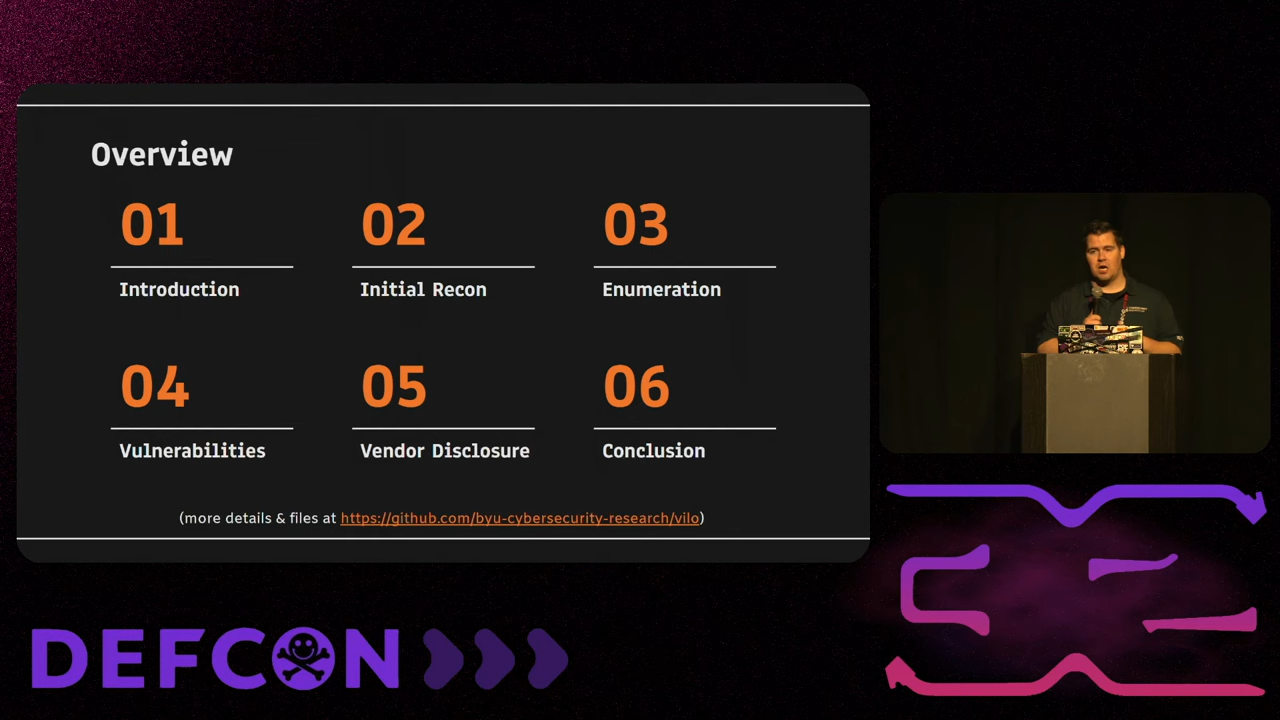 Overview
01
02
03
Introduction
Initial Recon
Enumeration
04
05
06
Vulnerabilities
Vendor Disclosure
Conclusion
(more details & files at https://github.com/byu-cybersecurity-research/vilo)
DEFCON